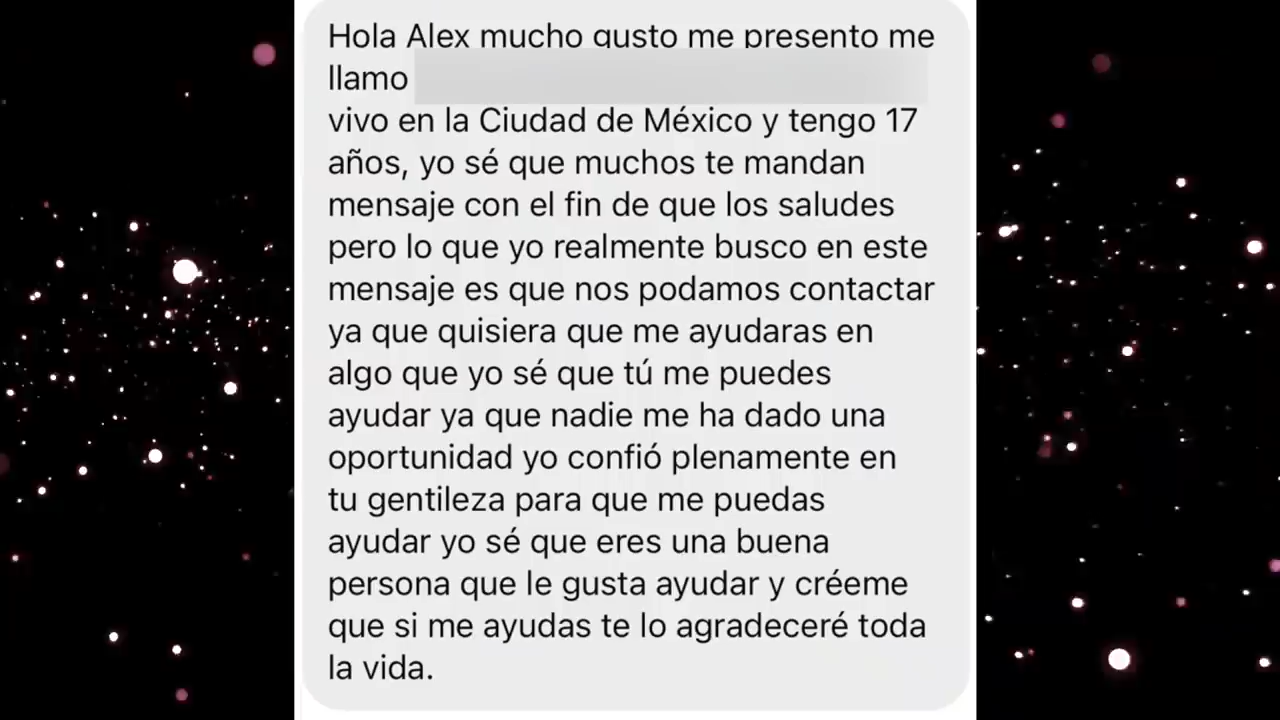 Hola Alex mucho gusto me presento me
llamo
vivo en la Ciudad de México y tengo 17
años, yo sé que muchos te mandan
mensaje con el fin de que los saludes
pero lo que yo realmente busco en este
mensaje es que nos podamos contactar
ya que quisiera que me ayudaras en
algo que yo sé que tú me puedes
ayudar ya que nadie me ha dado una
oportunidad yo confió plenamente en
tu gentileza para que me puedas
ayudar yo sé que eres una buena
persona que le gusta ayudar y créeme
que si me ayudas te lo agradeceré toda
la vida.